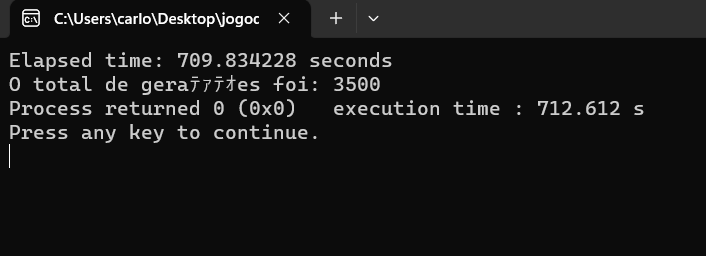 C:\Users\carlo\Desktop\jogoc
Elapsed time: 709.834228 seconds
O total de geraﾃｧﾃｵes foi: 3500
Process returned 0 (0x0)   execution time : 712.612 s
Press any key to continue.